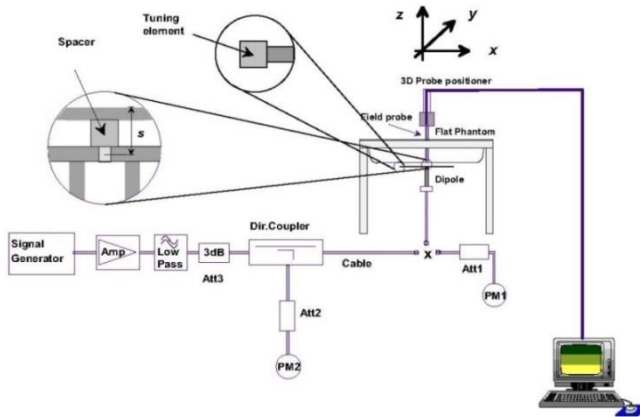 Tuning
element
Spacer
s
z
y
x
3D Probe positioner
Field probe
Flat Phantom
Dipole
Signal
Generator
Amp
Low
Pass
3dB
Att3
Dir.Coupler
Cable
X
Att1
PM1
Att2
PM2